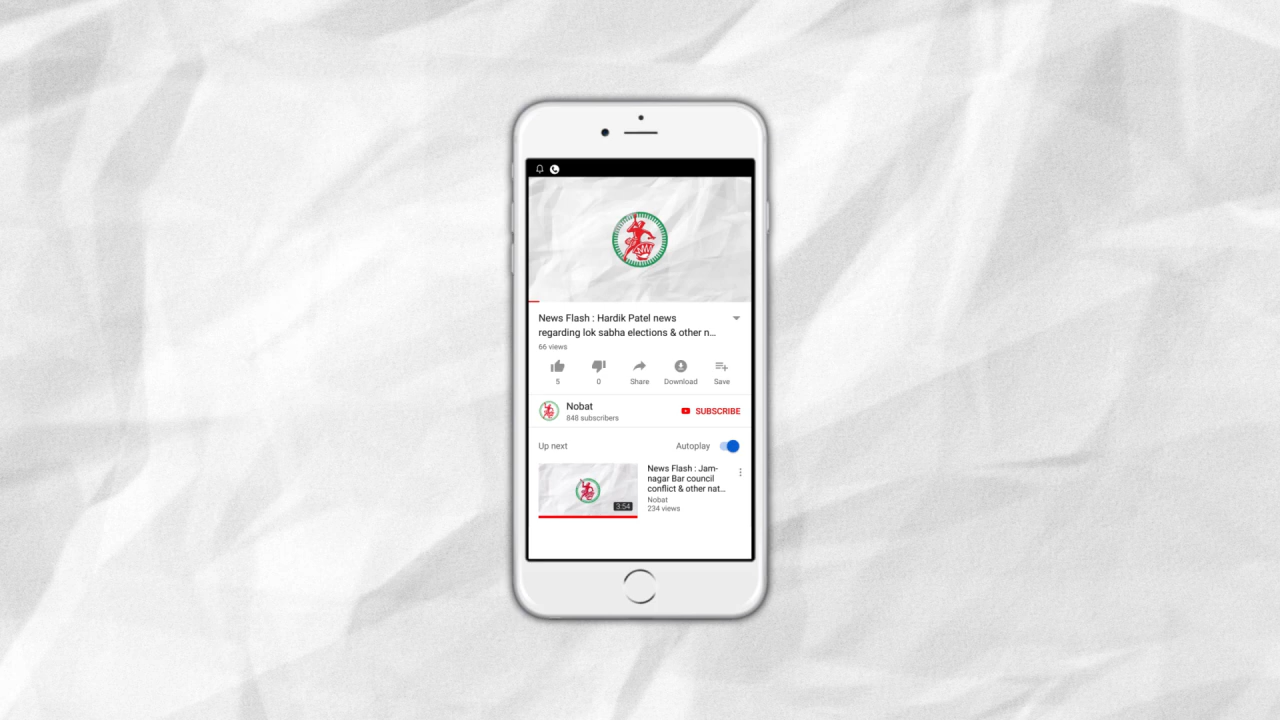 News Flash : Hardik Patel news
regarding lok sabha elections & other n...
66 views
5
0
Share
Download
Save
Nobat
848 subscribers
SUBSCRIBE
Up next
Autoplay
3:54
News Flash : Jam-
nagar Bar council
conflict & other nat...
Nobat
234 views